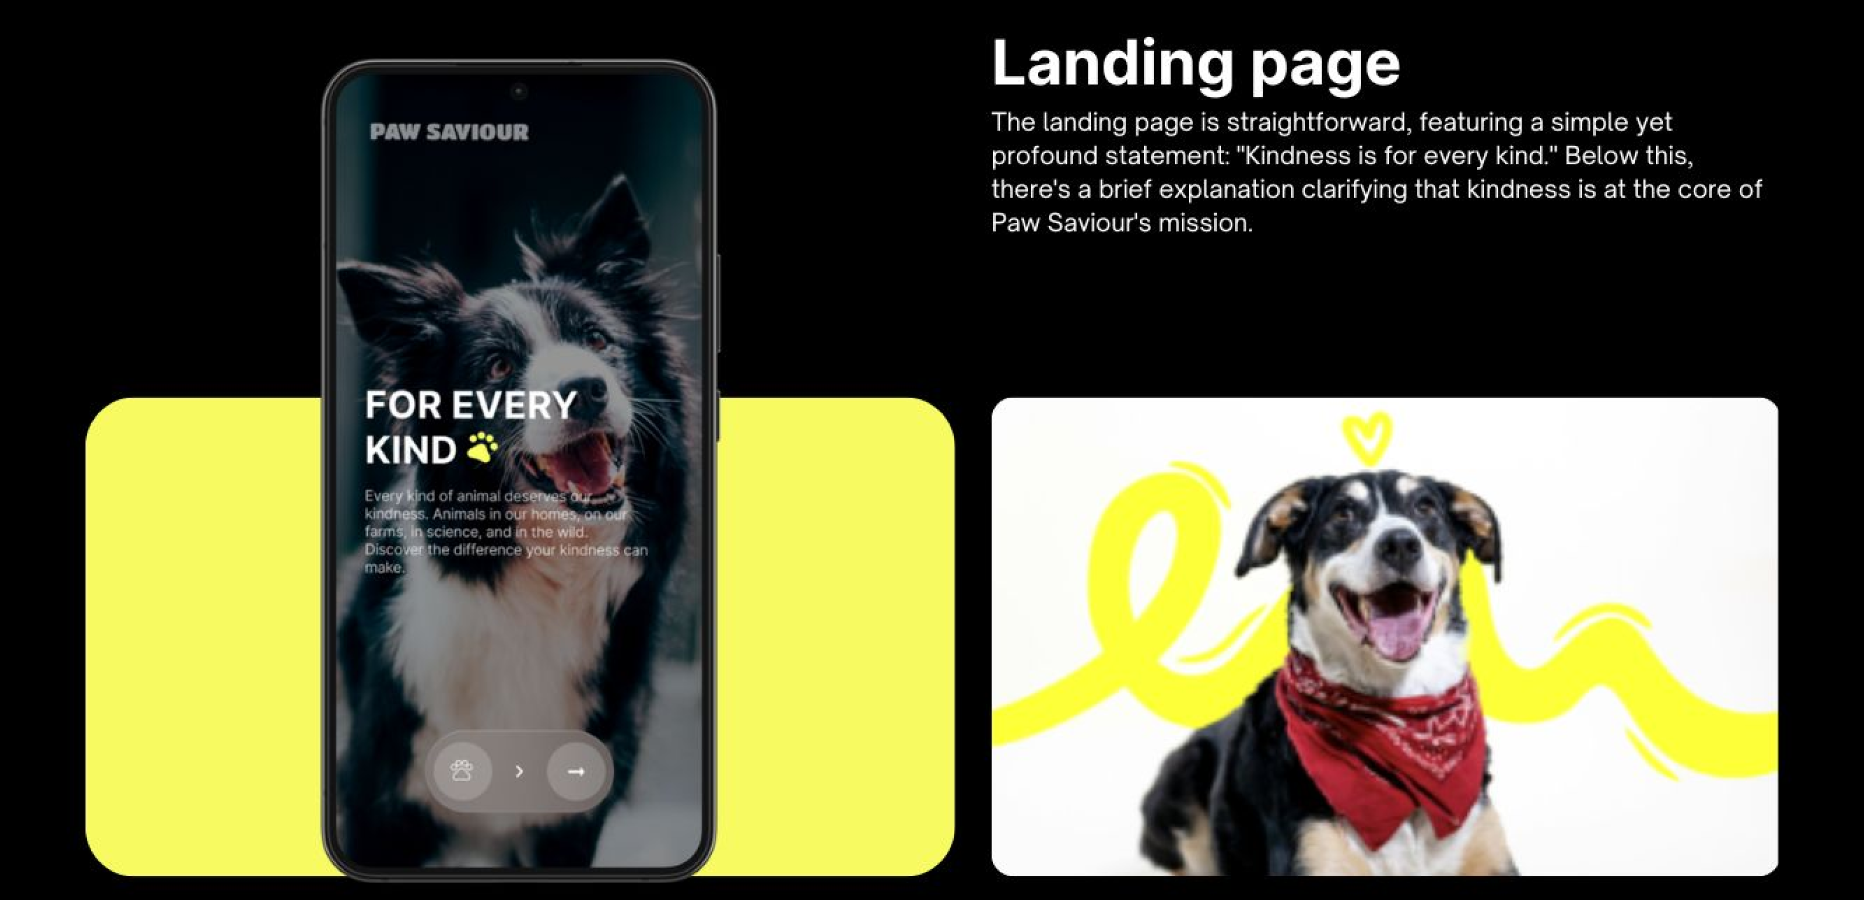 PAW SAVIOUR
FOR EVERY
KIND
Every kind of animal deserves our
kindness. Animals in our homes, on our
farms, in science, and in the wild.
Discover the difference your kindness can
make.
Landing page
The landing page is straightforward, featuring a simple yet
profound statement: "Kindness is for every kind." Below this,
there's a brief explanation clarifying that kindness is at the core of
Paw Saviour's mission.